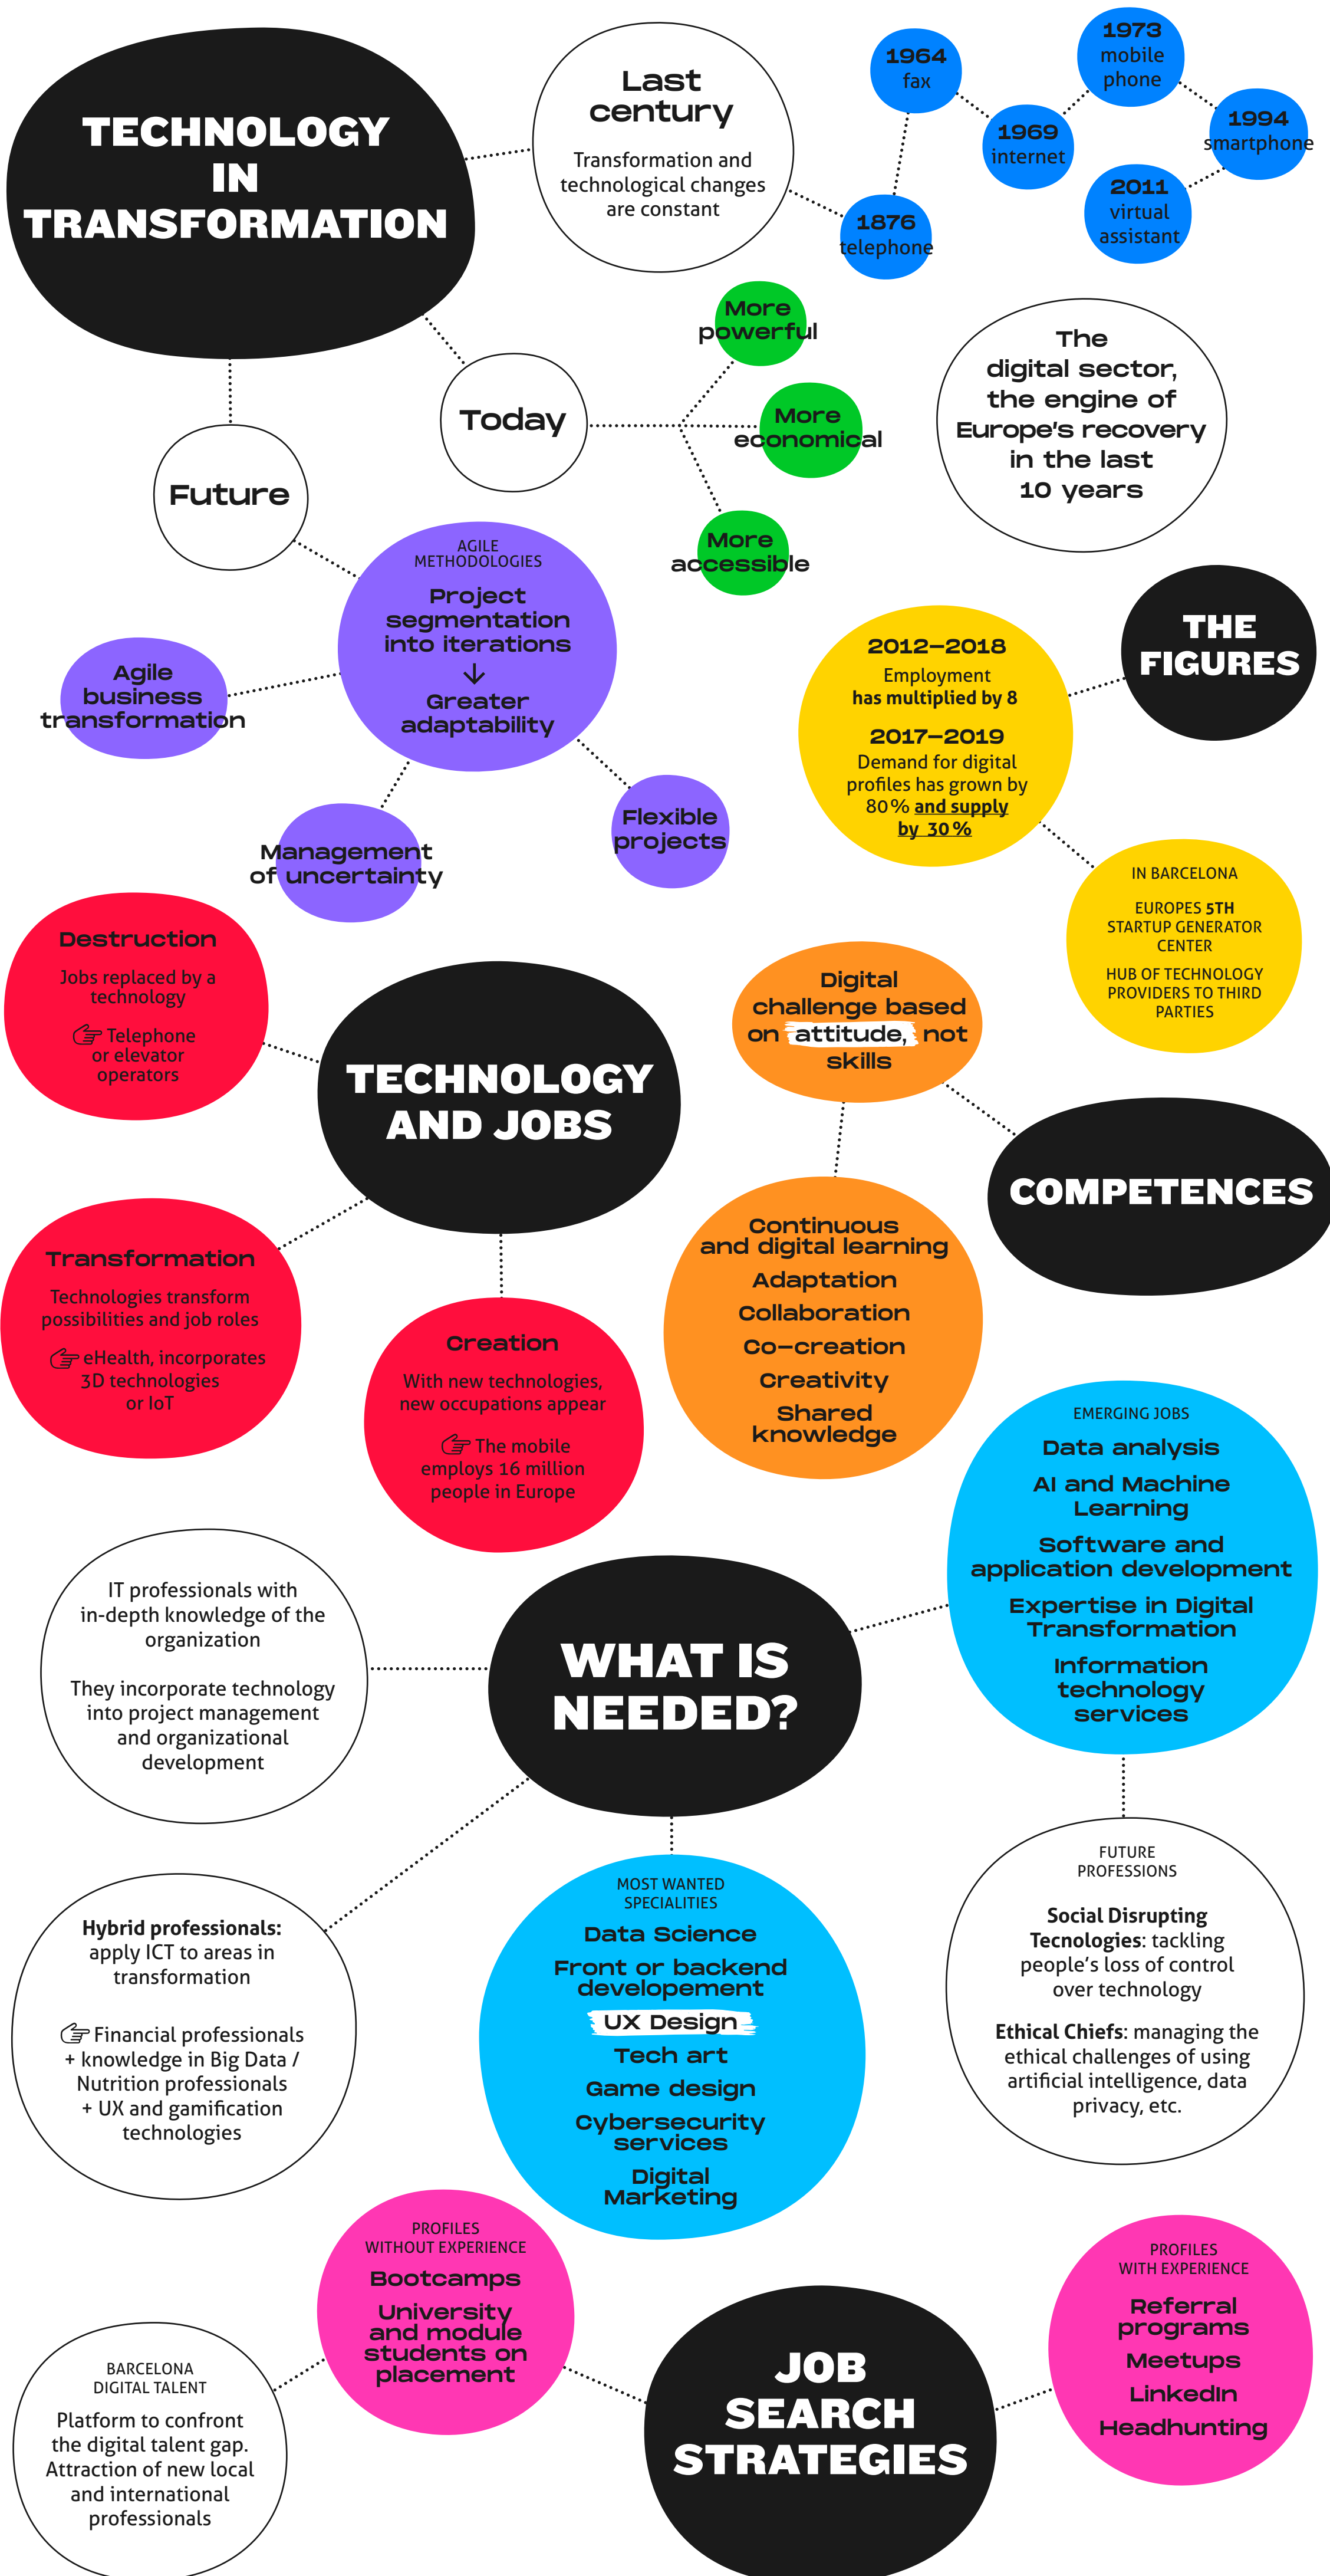 TECHNOLOGY
IN
TRANSFORMATION
Last
century
Transformation and
technological changes
are constant
1876
telephone
1964
fax
1969
internet
1973
mobile
phone
1994
smartphone
2011
virtual
assistant
Today
More
powerful
More
economical
More
accessible
Future
AGILE
METHODOLOGIES
Project
segmentation
into iterations
↓
Greater
adaptability
Agile
business
transformation
Management
of uncertainty
Flexible
projects
The
digital sector,
the engine of
Europe's recovery
in the last
10 years
THE
FIGURES
2012–2018
Employment
has multiplied by 8
2017–2019
Demand for digital
profiles has grown by
80% and supply
by 30%
IN BARCELONA
EUROPES 5TH
STARTUP GENERATOR
CENTER
HUB OF TECHNOLOGY
PROVIDERS TO THIRD
PARTIES
TECHNOLOGY
AND JOBS
Destruction
Jobs replaced by a
technology
Telephone
or elevator
operators
Transformation
Technologies transform
possibilities and job roles
eHealth, incorporates
3D technologies
or IoT
Creation
With new technologies,
new occupations appear
The mobile
employs 16 million
people in Europe
COMPETENCES
Digital
challenge based
on attitude, not
skills
Continuous
and digital learning
Adaptation
Collaboration
Co–creation
Creativity
Shared
knowledge
WHAT IS
NEEDED?
EMERGING JOBS
Data analysis
AI and Machine
Learning
Software and
application development
Expertise in Digital
Transformation
Information
technology
services
FUTURE
PROFESSIONS
Social Disrupting
Tecnologies: tackling
people's loss of control
over technology
Ethical Chiefs: managing the
ethical challenges of using
artificial intelligence, data
privacy, etc.
IT professionals with
in-depth knowledge of the
organization
They incorporate technology
into project management
and organizational
development
Hybrid professionals:
apply ICT to areas in
transformation
Financial professionals
+ knowledge in Big Data /
Nutrition professionals
+ UX and gamification
technologies
MOST WANTED
SPECIALITIES
Data Science
Front or backend
developement
UX Design
Tech art
Game design
Cybersecurity
services
Digital
Marketing
JOB
SEARCH
STRATEGIES
PROFILES
WITHOUT EXPERIENCE
Bootcamps
University
and module
students on
placement
BARCELONA
DIGITAL TALENT
Platform to confront
the digital talent gap.
Attraction of new local
and international
professionals
PROFILES
WITH EXPERIENCE
Referral
programs
Meetups
LinkedIn
Headhunting